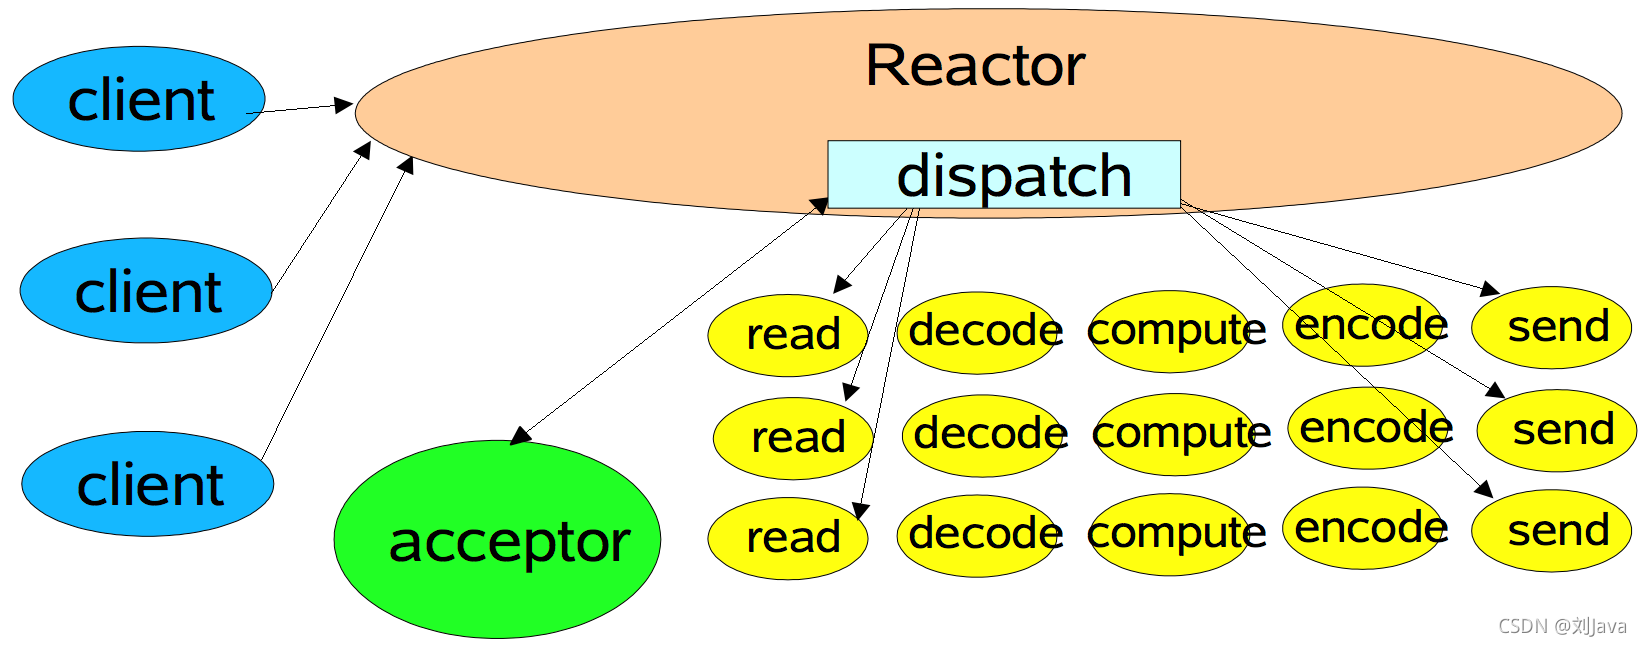 Reactor
dispatch
client
client
client
acceptor
read decode compute encode send
read decode compute encode send
read decode compute encode send
CSDN @刘Java